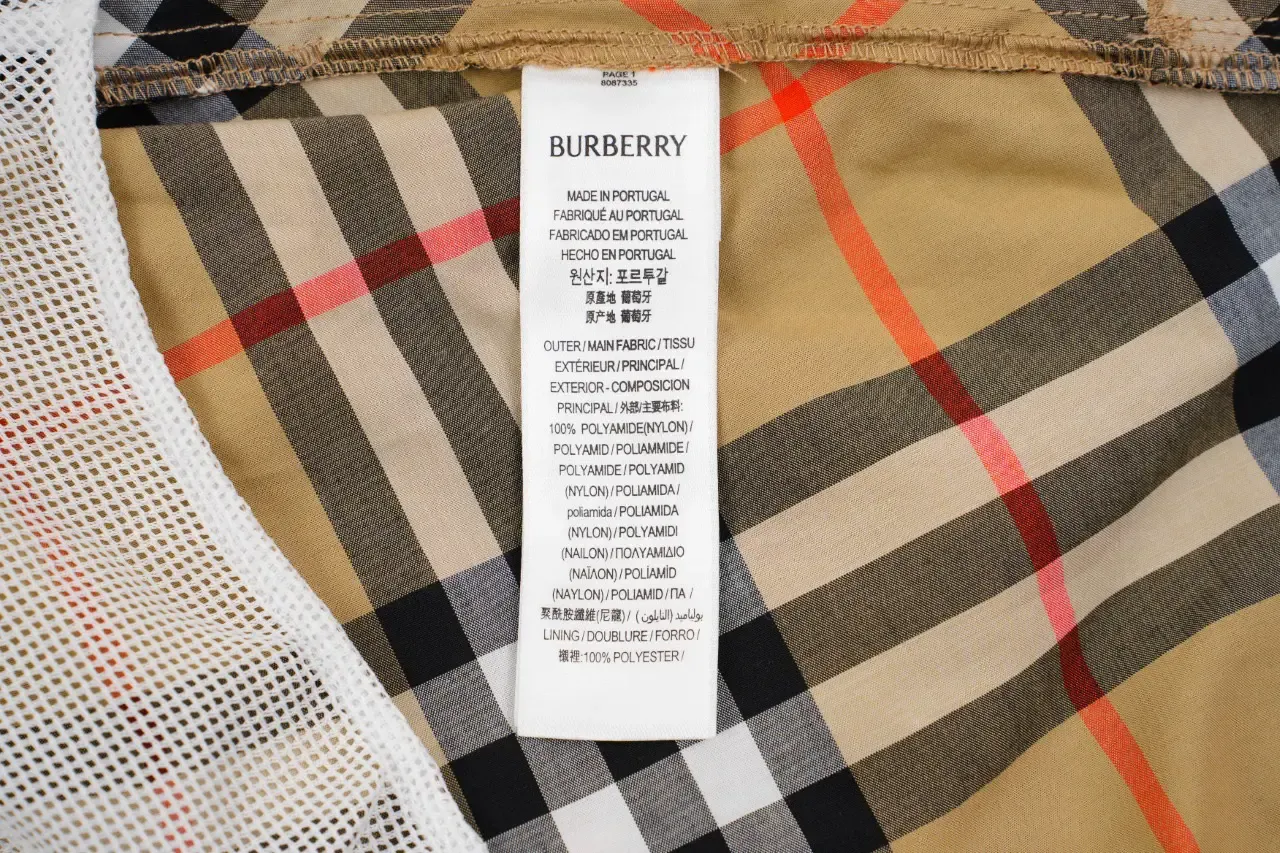 PAGE 1
8087335
BURBERRY
MADE IN PORTUGAL
FABRIQUÉ AU PORTUGAL
FABRICADO EM PORTUGAL
HECHO EN PORTUGAL
원산지: 포르투갈
原產地 葡萄牙
原产地 葡萄牙
OUTER / MAIN FABRIC / TISSU
EXTÉRIEUR / PRINCIPAL /
EXTERIOR - COMPOSICION
PRINCIPAL / 外部/主要布料:
100% POLYAMIDE(NYLON) /
POLYAMID / POLIAMMIDE /
POLYAMIDE / POLYAMID
(NYLON) / POLIAMIDA /
poliamida / POLIAMIDA
(NYLON) / POLYAMIDI
(NAILON) / ΠΟΛΥΑΜΙΔΙΟ
(ΝΑΪΛΟΝ) / POLİAMİD
(NAYLON) / POLIAMID / ПА /
聚酰胺纖維(尼龍) / بولياميد (النايلون) /
LINING / DOUBLURE / FORRO /
襯裡: 100% POLYESTER /